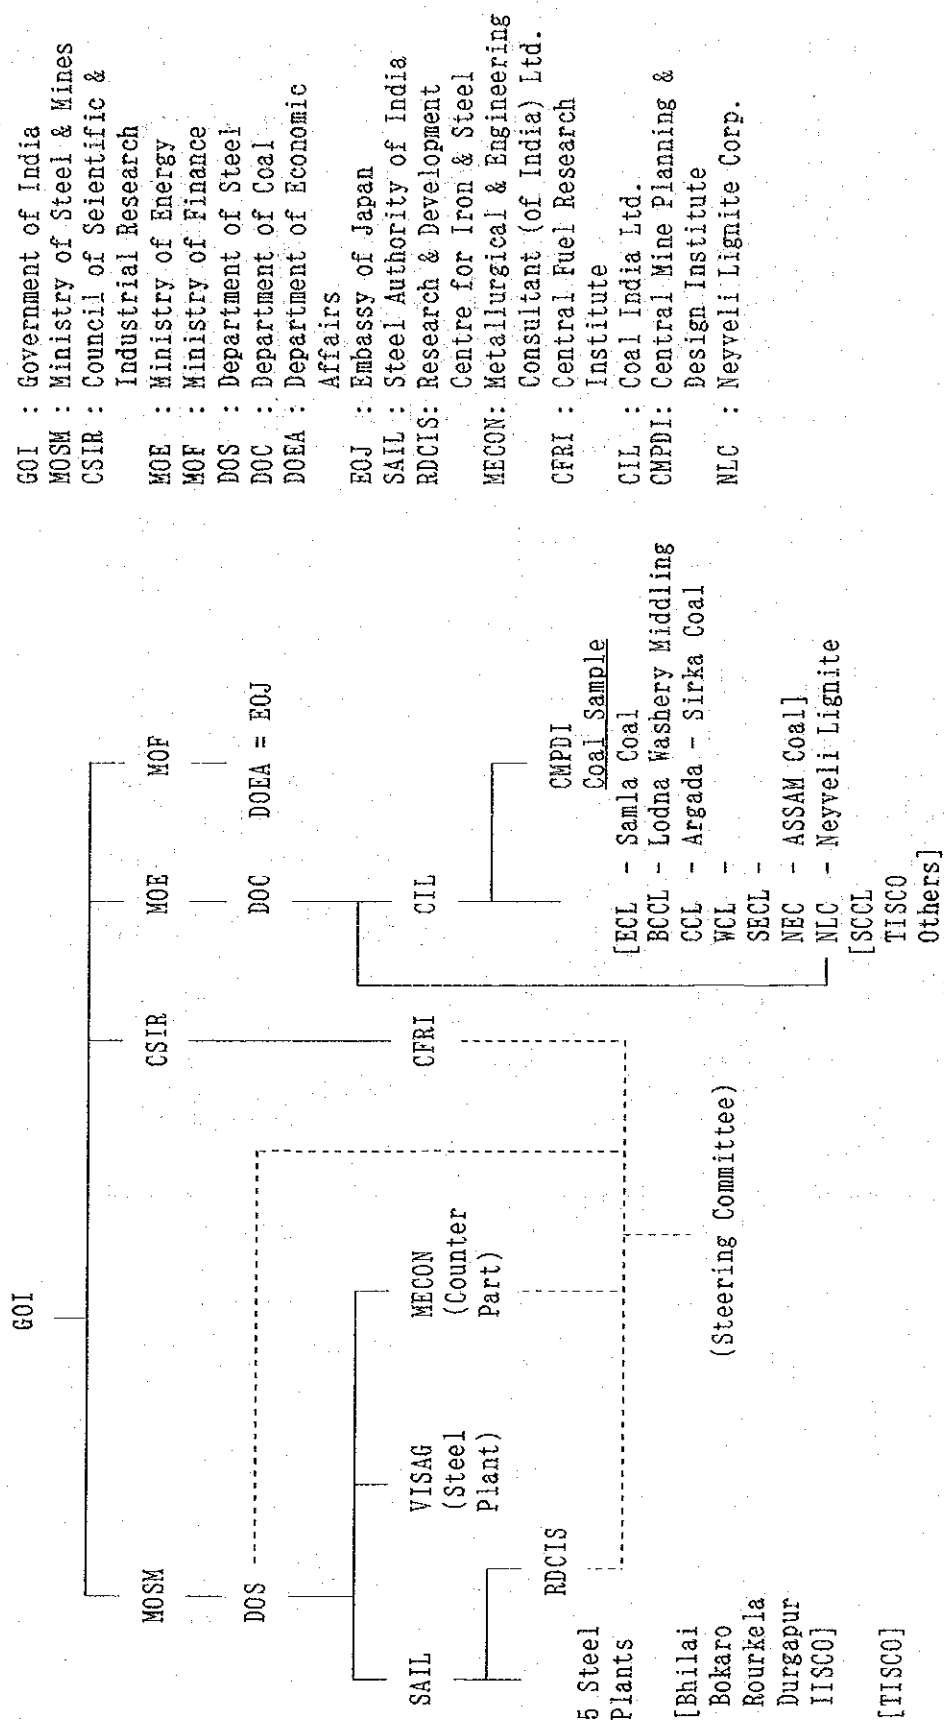 GOI
MOSM
CSIR
MOE
MOF
DOS
DOC
DOEA = EOJ
SAIL
VISAG
(Steel
Plant)
MECON
(Counter
Part)
CFRI
CIL
5 Steel
Plants
RDCIS
CMPDI
Coal Sample
[Bhilai
Bokaro
Rourkela
Durgapur
IISCO]
[TISCO]
(Steering Committee)
[ECL - Samla Coal
BCCL - Lodna Washery Middling
CCL - Argada - Sirka Coal
WCL -
SECL -
NEC - ASSAM Coal]
NLC - Neyveli Lignite
[SCCL
TISCO
Others]
GOI : Government of India
MOSM : Ministry of Steel & Mines
CSIR : Council of Seientific &
Industrial Research
MOE : Ministry of Energy
MOF : Ministry of Finance
DOS : Department of Steel
DOC : Department of Coal
DOEA : Department of Economic
Affairs
EOJ : Embassy of Japan
SAIL : Steel Authority of India
RDCIS: Research & Development
Centre for Iron & Steel
MECON: Metallurgical & Engineering
Consultant (of India) Ltd.
CFRI : Central Fuel Research
Institute
CIL : Coal India Ltd.
CMPDI: Central Mine Planning &
Design Institute
NLC : Neyveli Lignite Corp.